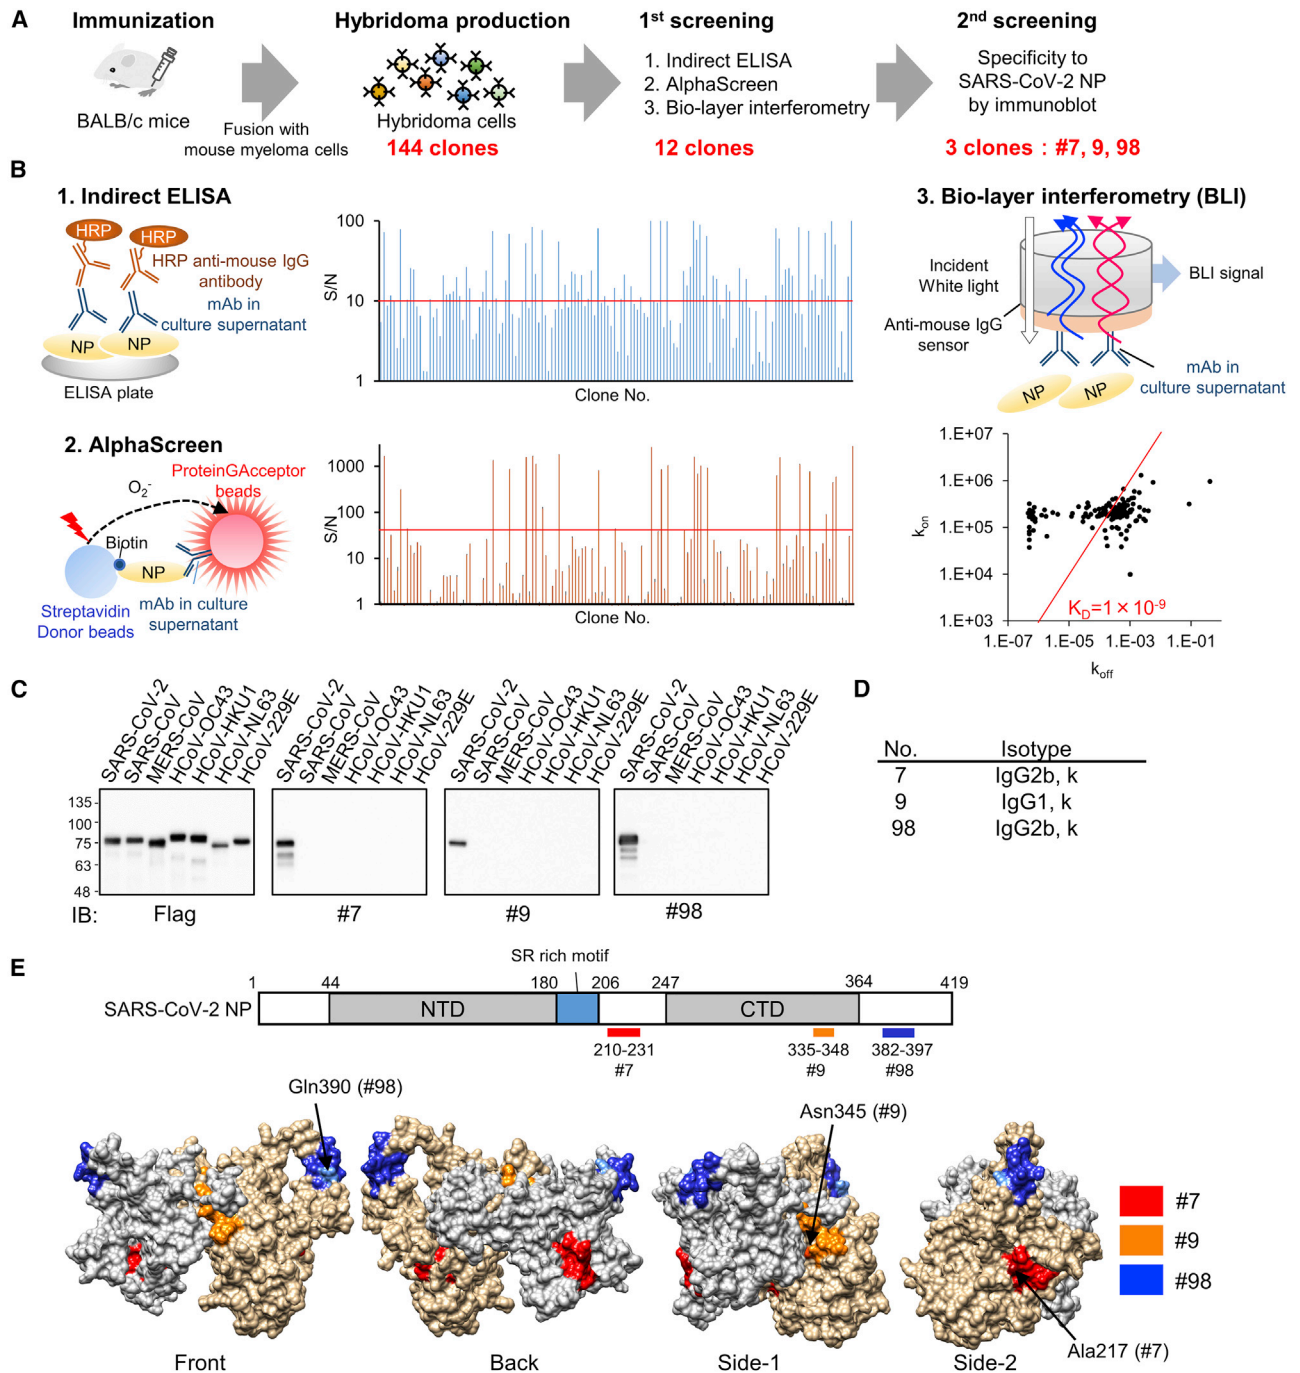 A
Immunization
BALB/c mice
Fusion with
mouse myeloma cells
Hybridoma production
Hybridoma cells
144 clones
1st screening
1. Indirect ELISA
2. AlphaScreen
3. Bio-layer interferometry
12 clones
2nd screening
Specificity to
SARS-CoV-2 NP
by immunoblot
3 clones : #7, 9, 98
B
1. Indirect ELISA
HRP
HRP
HRP anti-mouse IgG
antibody
mAb in
culture supernatant
NP
NP
ELISA plate
100
10
1
S/N
Clone No.
2. AlphaScreen
ProteinGAcceptor
beads
O2-
Biotin
NP
Streptavidin
Donor beads
mAb in culture
supernatant
1000
100
10
1
S/N
Clone No.
3. Bio-layer interferometry (BLI)
Incident
White light
BLI signal
Anti-mouse IgG
sensor
mAb in
culture supernatant
NP
NP
1.E+07
1.E+06
1.E+05
1.E+04
1.E+03
kon
KD=1×10-9
1.E-07
1.E-05
1.E-03
1.E-01
koff
C
SARS-CoV-2
SARS-CoV
MERS-CoV
HCoV-OC43
HCoV-HKU1
HCoV-NL63
HCoV-229E
SARS-CoV-2
SARS-CoV
MERS-CoV
HCoV-OC43
HCoV-HKU1
HCoV-NL63
HCoV-229E
SARS-CoV-2
SARS-CoV
MERS-CoV
HCoV-OC43
HCoV-HKU1
HCoV-NL63
HCoV-229E
SARS-CoV-2
SARS-CoV
MERS-CoV
HCoV-OC43
HCoV-HKU1
HCoV-NL63
HCoV-229E
135
100
75
63
48
IB:
Flag
#7
#9
#98
D
No. Isotype
7 IgG2b, k
9 IgG1, k
98 IgG2b, k
E
SR rich motif
1 44 180 206 247 364 419
SARS-CoV-2 NP
NTD
CTD
210-231
#7
335-348
#9
382-397
#98
Gln390 (#98)
Asn345 (#9)
Ala217 (#7)
#7
#9
#98
Front
Back
Side-1
Side-2